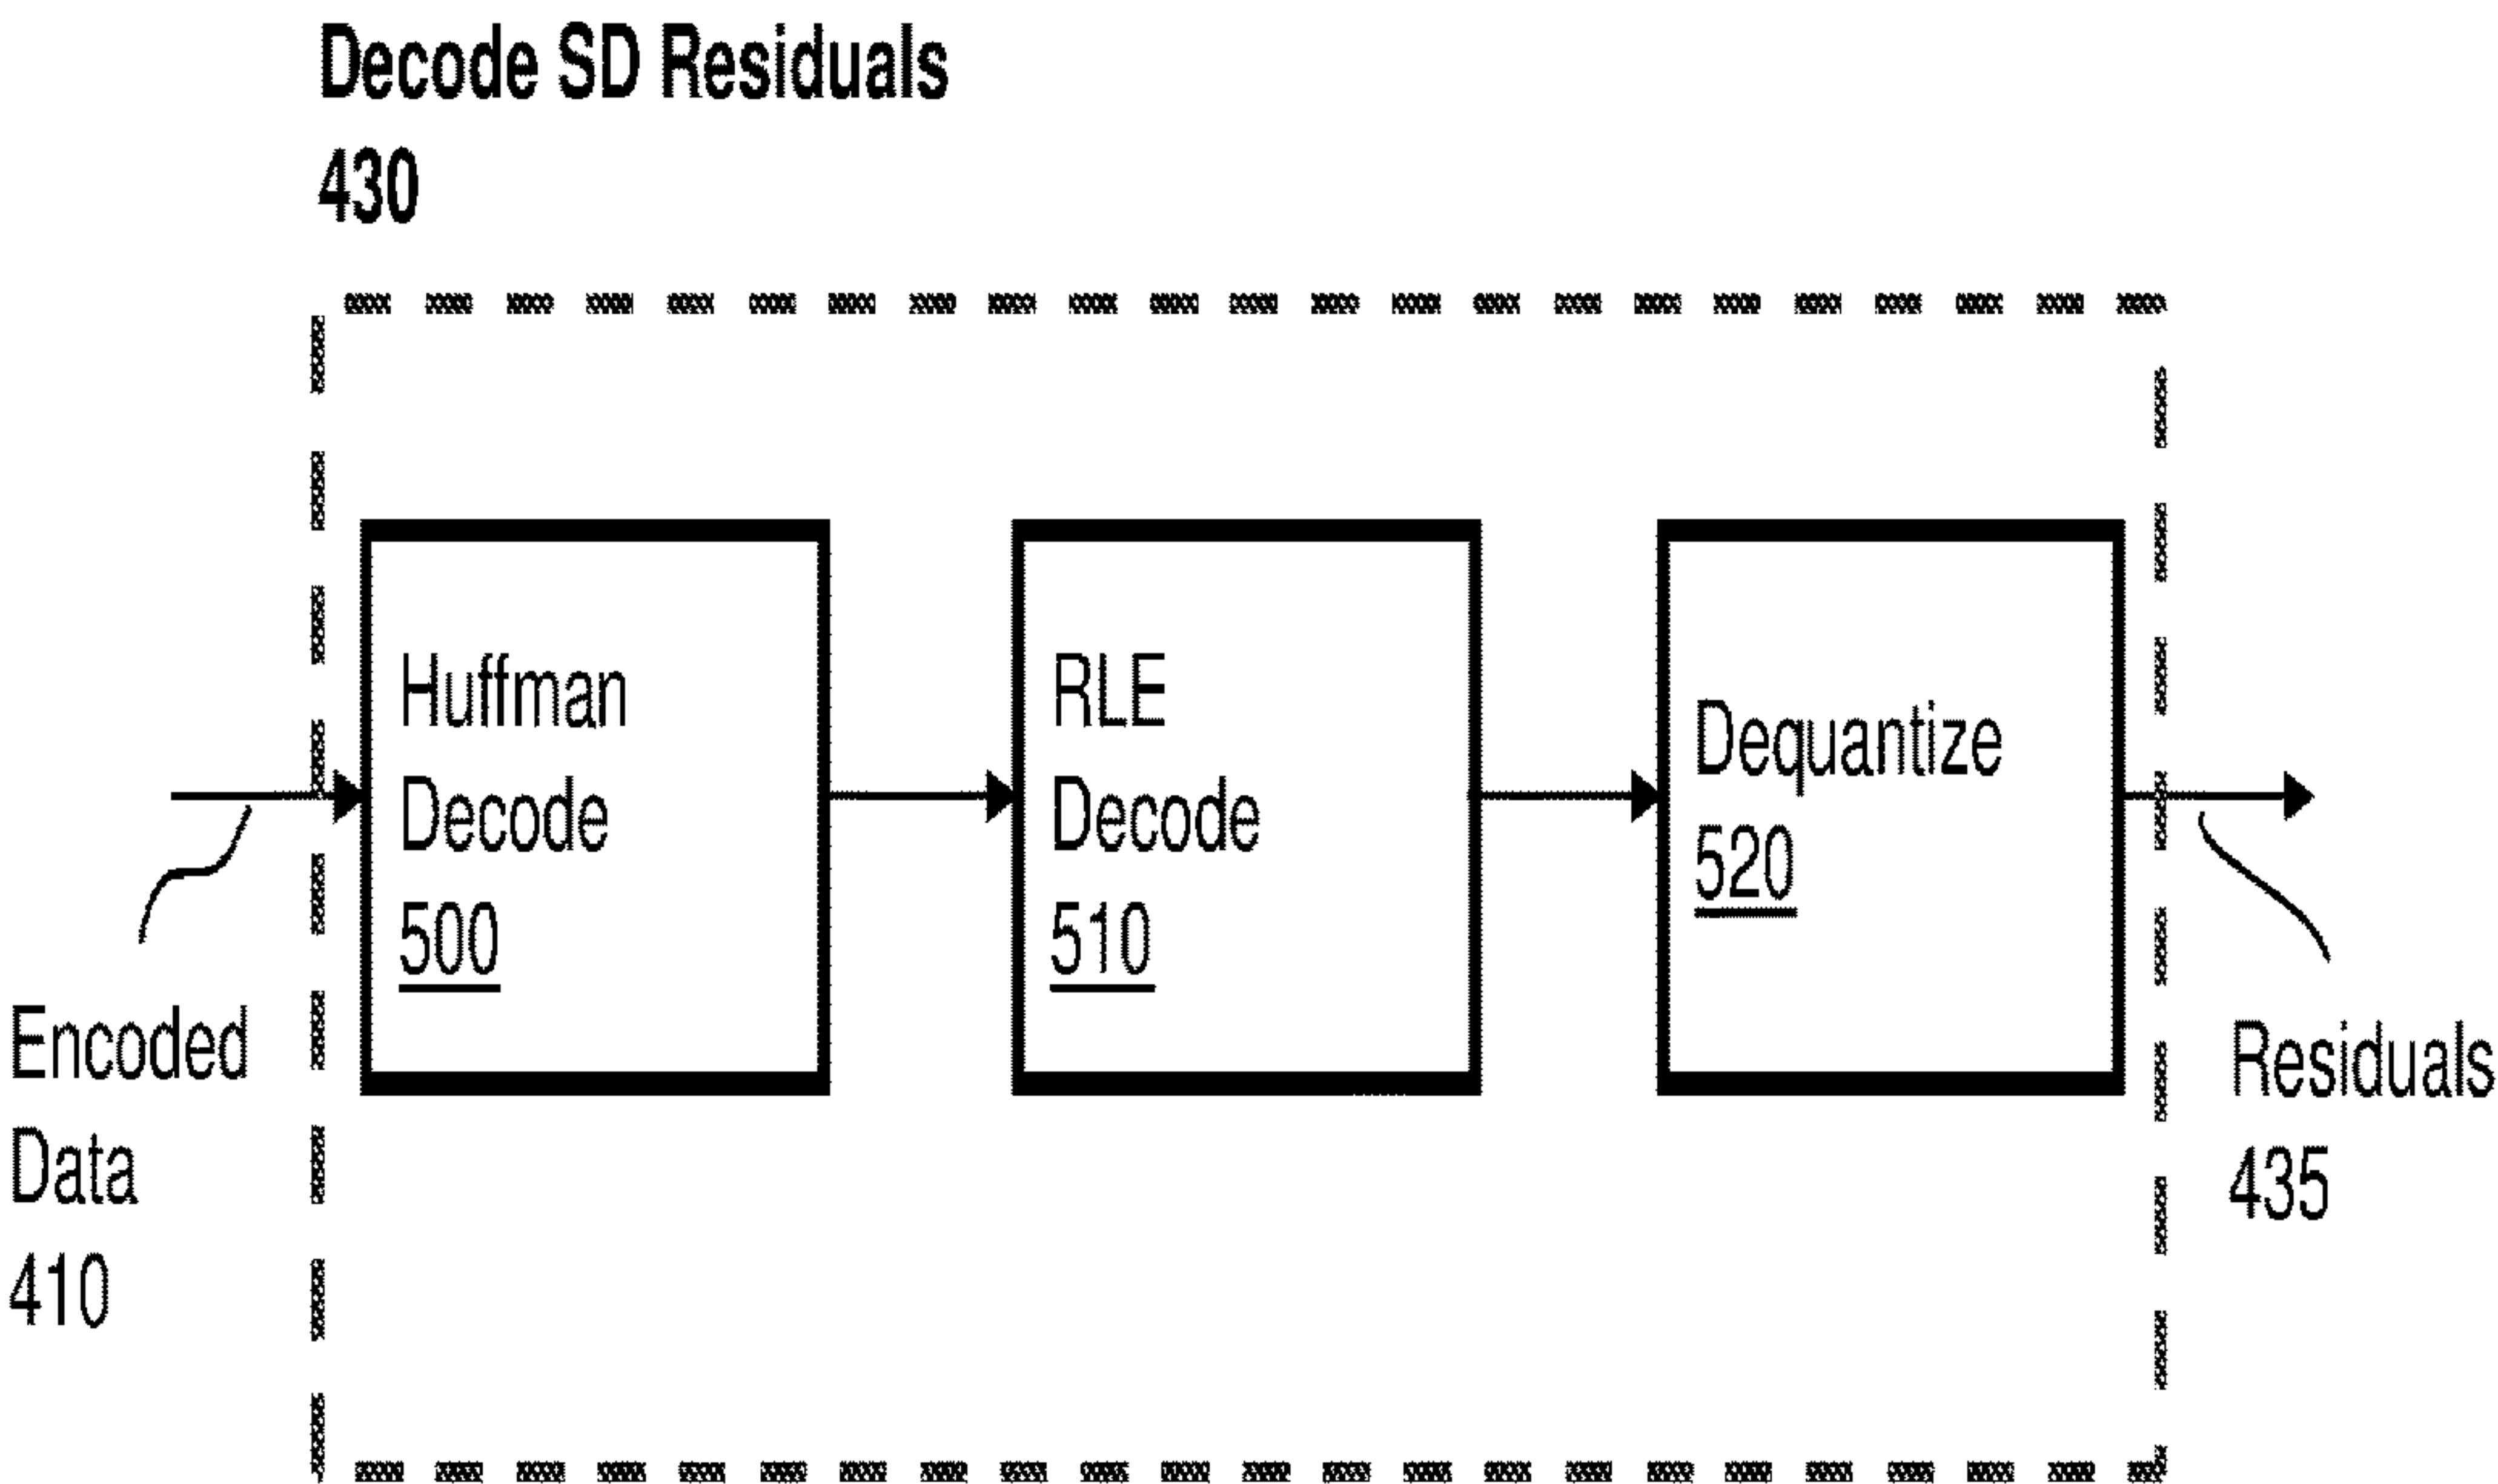 Decode SD Residuals
430
Huffman
Decode
500
RLE
Decode
510
Dequantize
520
Encoded
Data
410
Residuals
435